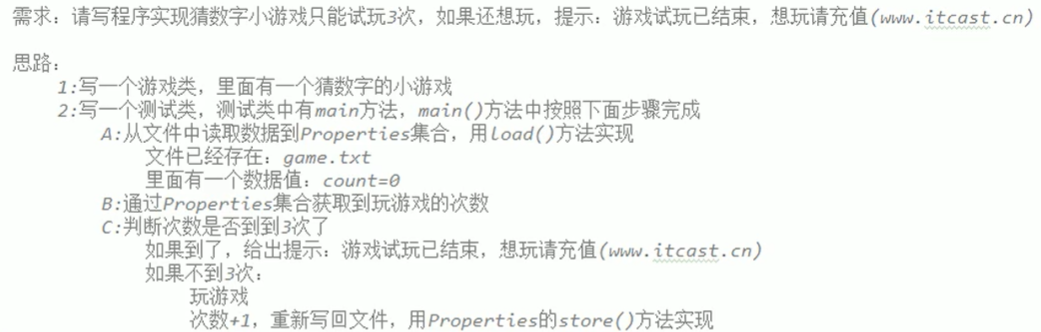 需求：请写程序实现猜数字小游戏只能试玩3次，如果还想玩，提示：游戏试玩已结束，想玩请充值(www.itcast.cn)
思路：
1:写一个游戏类，里面有一个猜数字的小游戏
2:写一个测试类，测试类中有main方法，main()方法中按照下面步骤完成
A:从文件中读取数据到Properties集合，用load()方法实现
文件已经存在：game.txt
里面有一个数据值：count=0
B:通过Properties集合获取到玩游戏的次数
C:判断次数是否到到3次了
如果到了，给出提示：游戏试玩已结束，想玩请充值(www.itcast.cn)
如果不到3次：
玩游戏
次数+1，重新写回文件，用Properties的store()方法实现